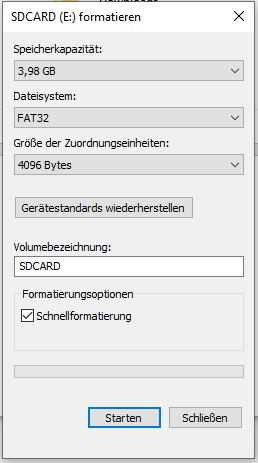 SDCARD (E:) formatieren
Speicherkapazität:
3,98 GB
Dateisystem:
FAT32
Größe der Zuordnungseinheiten:
4096 Bytes
Gerätestandards wiederherstellen
Volumebezeichnung:
SDCARD
Formatierungsoptionen
Schnellformatierung
Starten Schließen